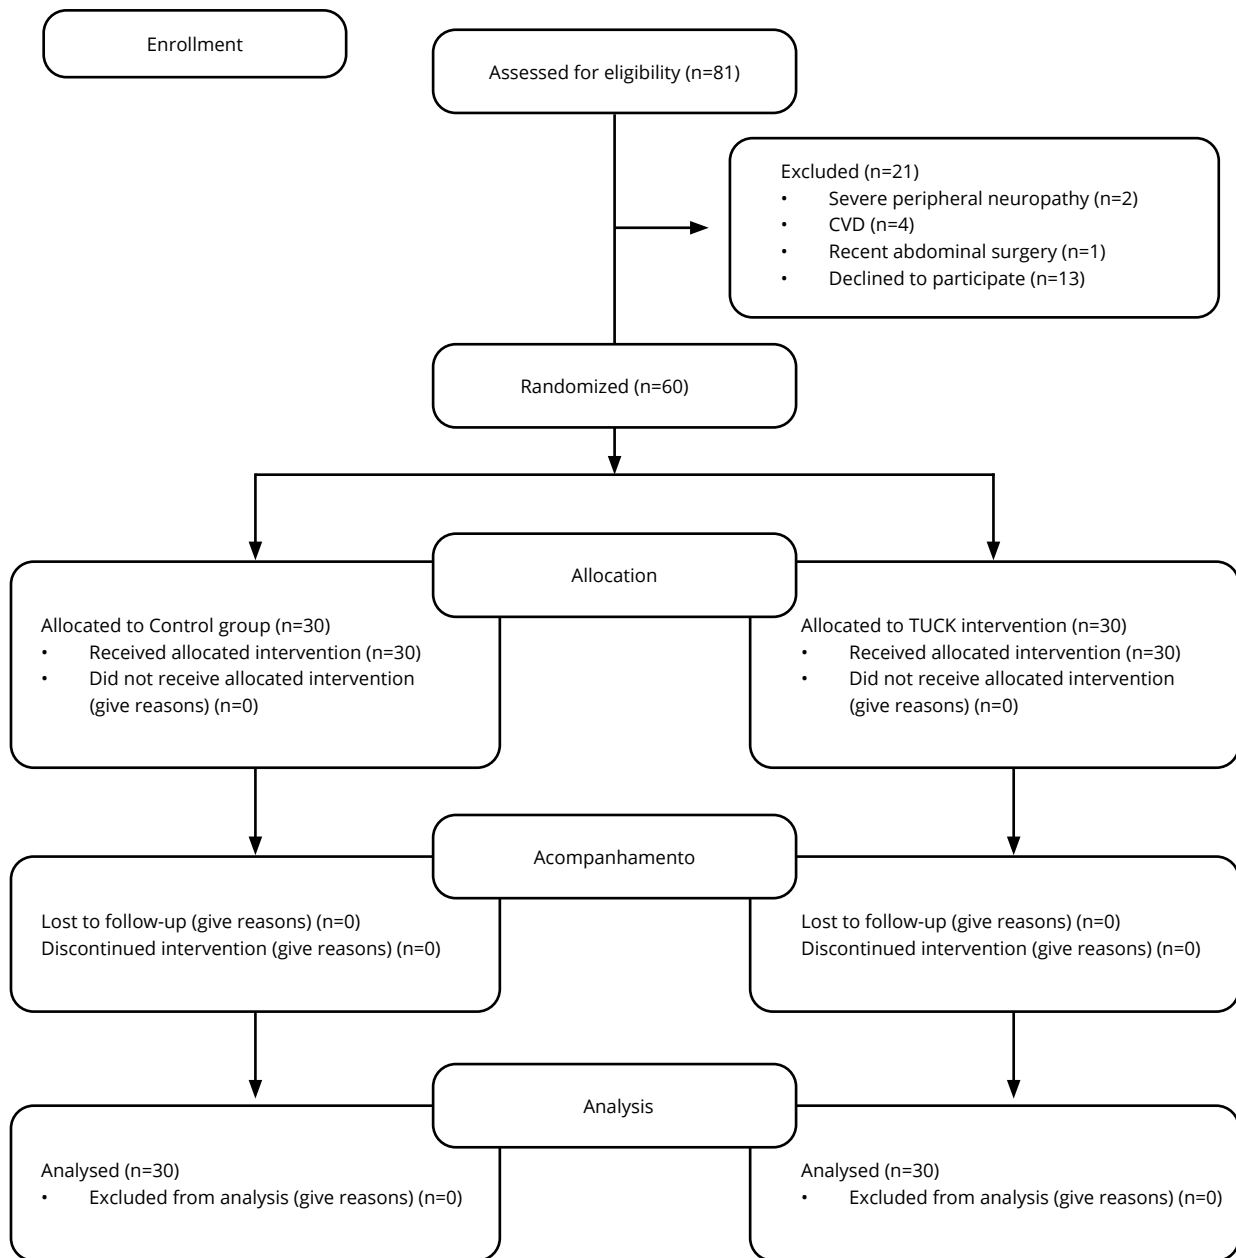 Enrollment
Assessed for eligibility (n=81)
Excluded (n=21)
• Severe peripheral neuropathy (n=2)
• CVD (n=4)
• Recent abdominal surgery (n=1)
• Declined to participate (n=13)
Randomized (n=60)
Allocation
Allocated to Control group (n=30)
• Received allocated intervention (n=30)
• Did not receive allocated intervention
(give reasons) (n=0)
Allocated to TUCK intervention (n=30)
• Received allocated intervention (n=30)
• Did not receive allocated intervention
(give reasons) (n=0)
Acompanhamento
Lost to follow-up (give reasons) (n=0)
Discontinued intervention (give reasons) (n=0)
Lost to follow-up (give reasons) (n=0)
Discontinued intervention (give reasons) (n=0)
Analysis
Analysed (n=30)
• Excluded from analysis (give reasons) (n=0)
Analysed (n=30)
• Excluded from analysis (give reasons) (n=0)